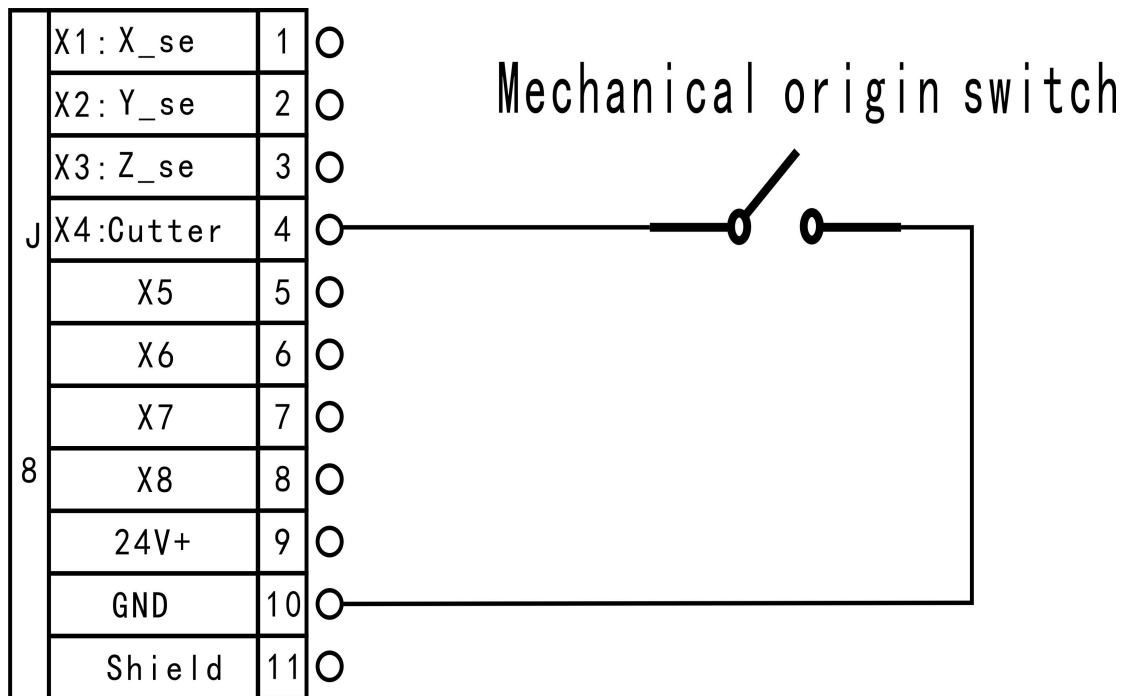 X1: X_se 1
Mechanical origin switch
X2: Y_se 2
X3: Z_se 3
J
X4:Cutter 4
X5 5
X6 6
X7 7
8
X8 8
24V+ 9
GND 10
Shield 11